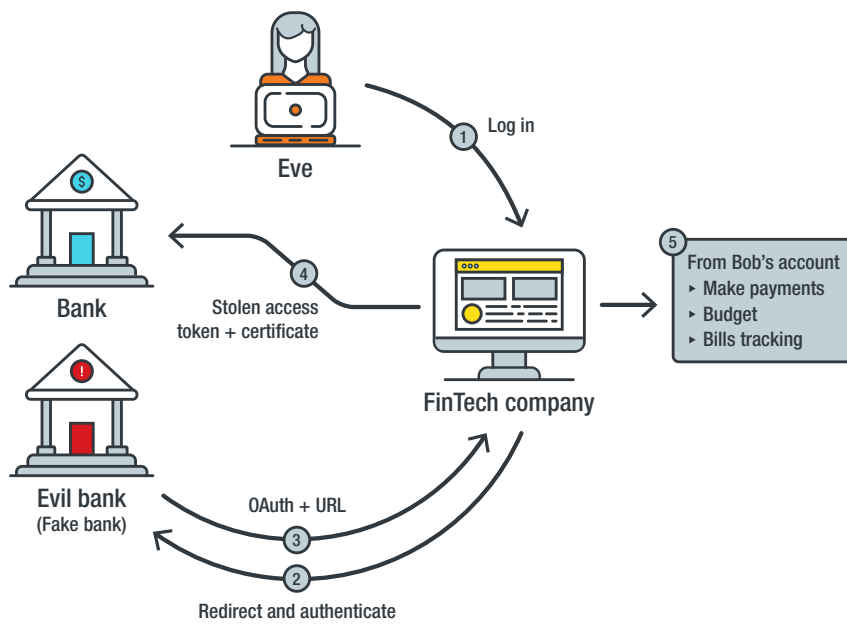 Eve
1
Log in
$
Bank
4
Stolen access
token + certificate
5
From Bob's account
▸ Make payments
▸ Budget
▸ Bills tracking
FinTech company
!
Evil bank
(Fake bank)
OAuth + URL
3
2
Redirect and authenticate